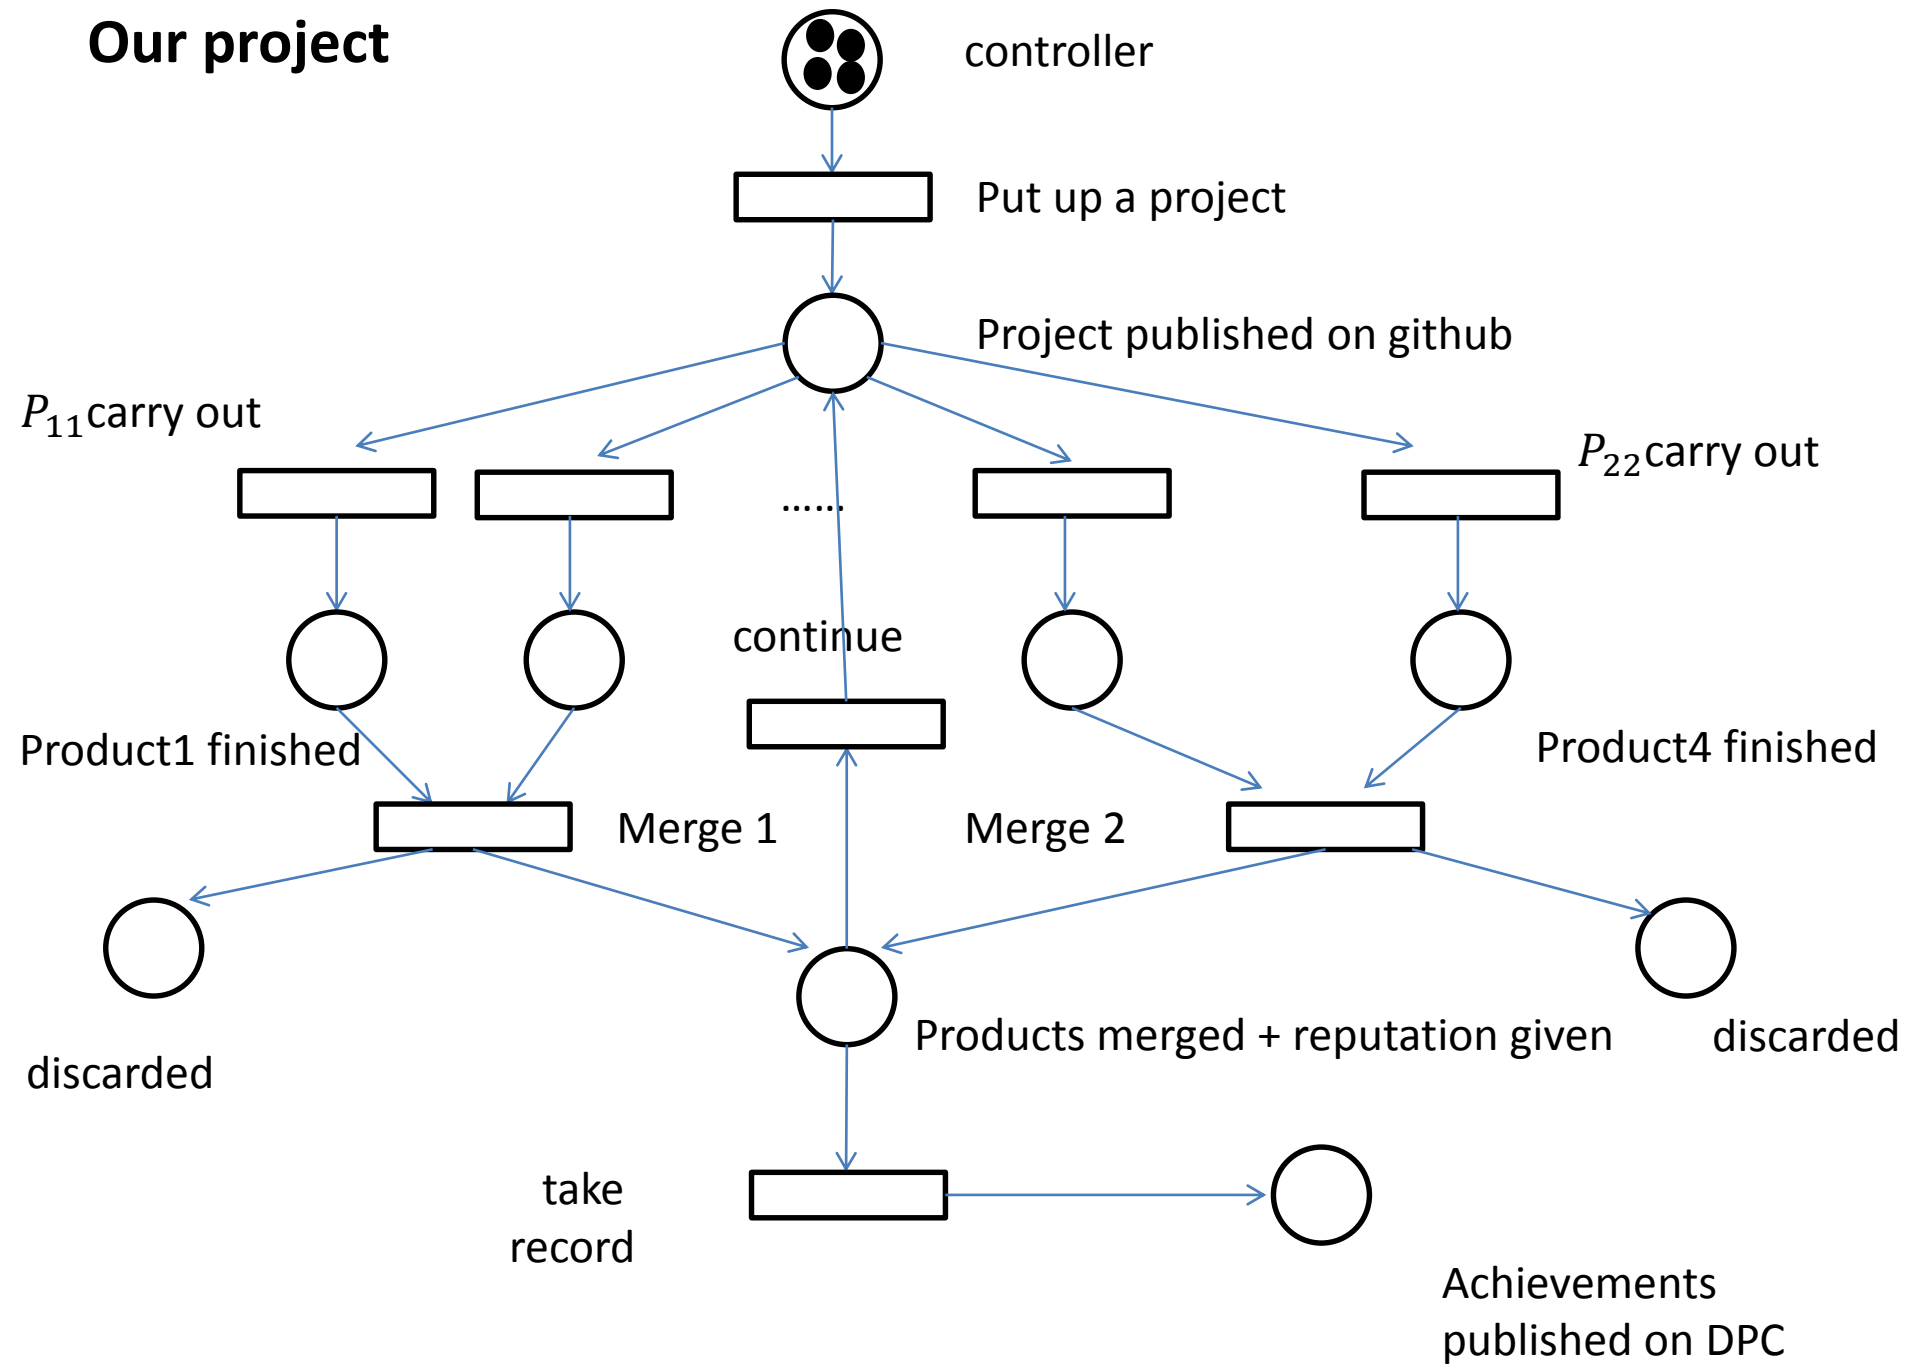 Our project
controller
Put up a project
Project published on github
P₁₁carry out
P₂₂carry out
......
continue
Product1 finished
Product4 finished
Merge 1
Merge 2
Products merged + reputation given
discarded
discarded
take
record
Achievements
published on DPC